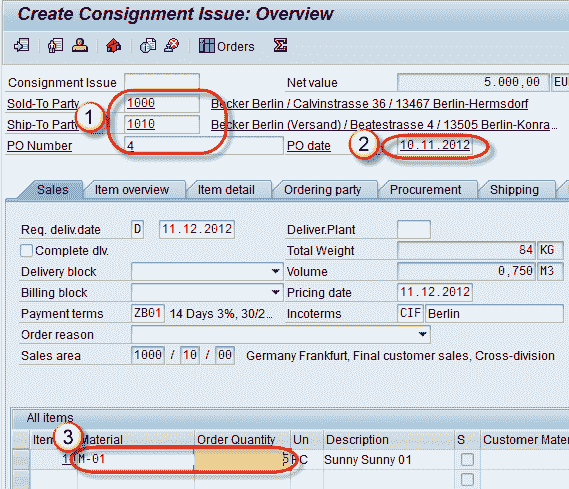 Create Consignment Issue: Overview
Orders
Consignment Issue Net value 5.000,00 EU
Sold-To Party 1000 Becker Berlin / Calvinstrasse 36 / 13467 Berlin-Hermsdorf
Ship-To Party 1010 Becker Berlin (Versand) / Beatestrasse 4 / 13505 Berlin-Konra...
1
PO Number 4 PO date 10.11.2012
2
Sales Item overview Item detail Ordering party Procurement Shipping
Req. deliv.date D 11.12.2012 Deliver.Plant
Complete dlv. Total Weight 84 KG
Delivery block Volume 0,750 M3
Billing block Pricing date 11.12.2012
Payment terms ZB01 14 Days 3%, 30/2... Incoterms CIF Berlin
Order reason
Sales area 1000 / 10 / 00 Germany Frankfurt, Final customer sales, Cross-division
All items
3
Item Material Order Quantity Un Description S Customer Mater
10 M-01 5 PC Sunny Sunny 01